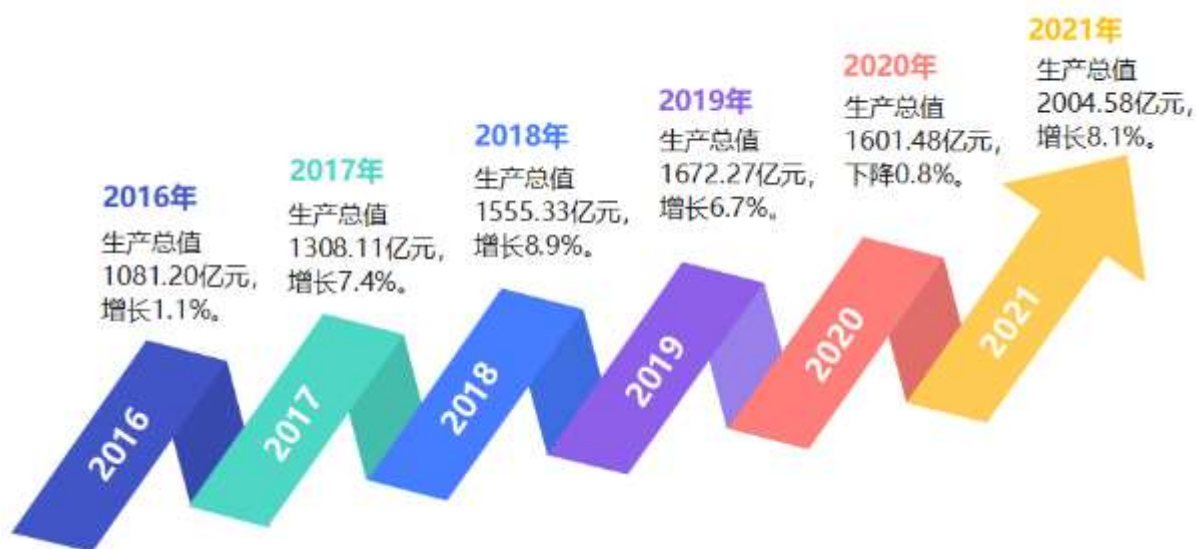 2016年
生产总值
1081.20亿元，
增长1.1%。
2017年
生产总值
1308.11亿元，
增长7.4%。
2018年
生产总值
1555.33亿元，
增长8.9%。
2019年
生产总值
1672.27亿元，
增长6.7%。
2020年
生产总值
1601.48亿元，
下降0.8%。
2021年
生产总值
2004.58亿元，
增长8.1%。
2016
2017
2018
2019
2020
2021